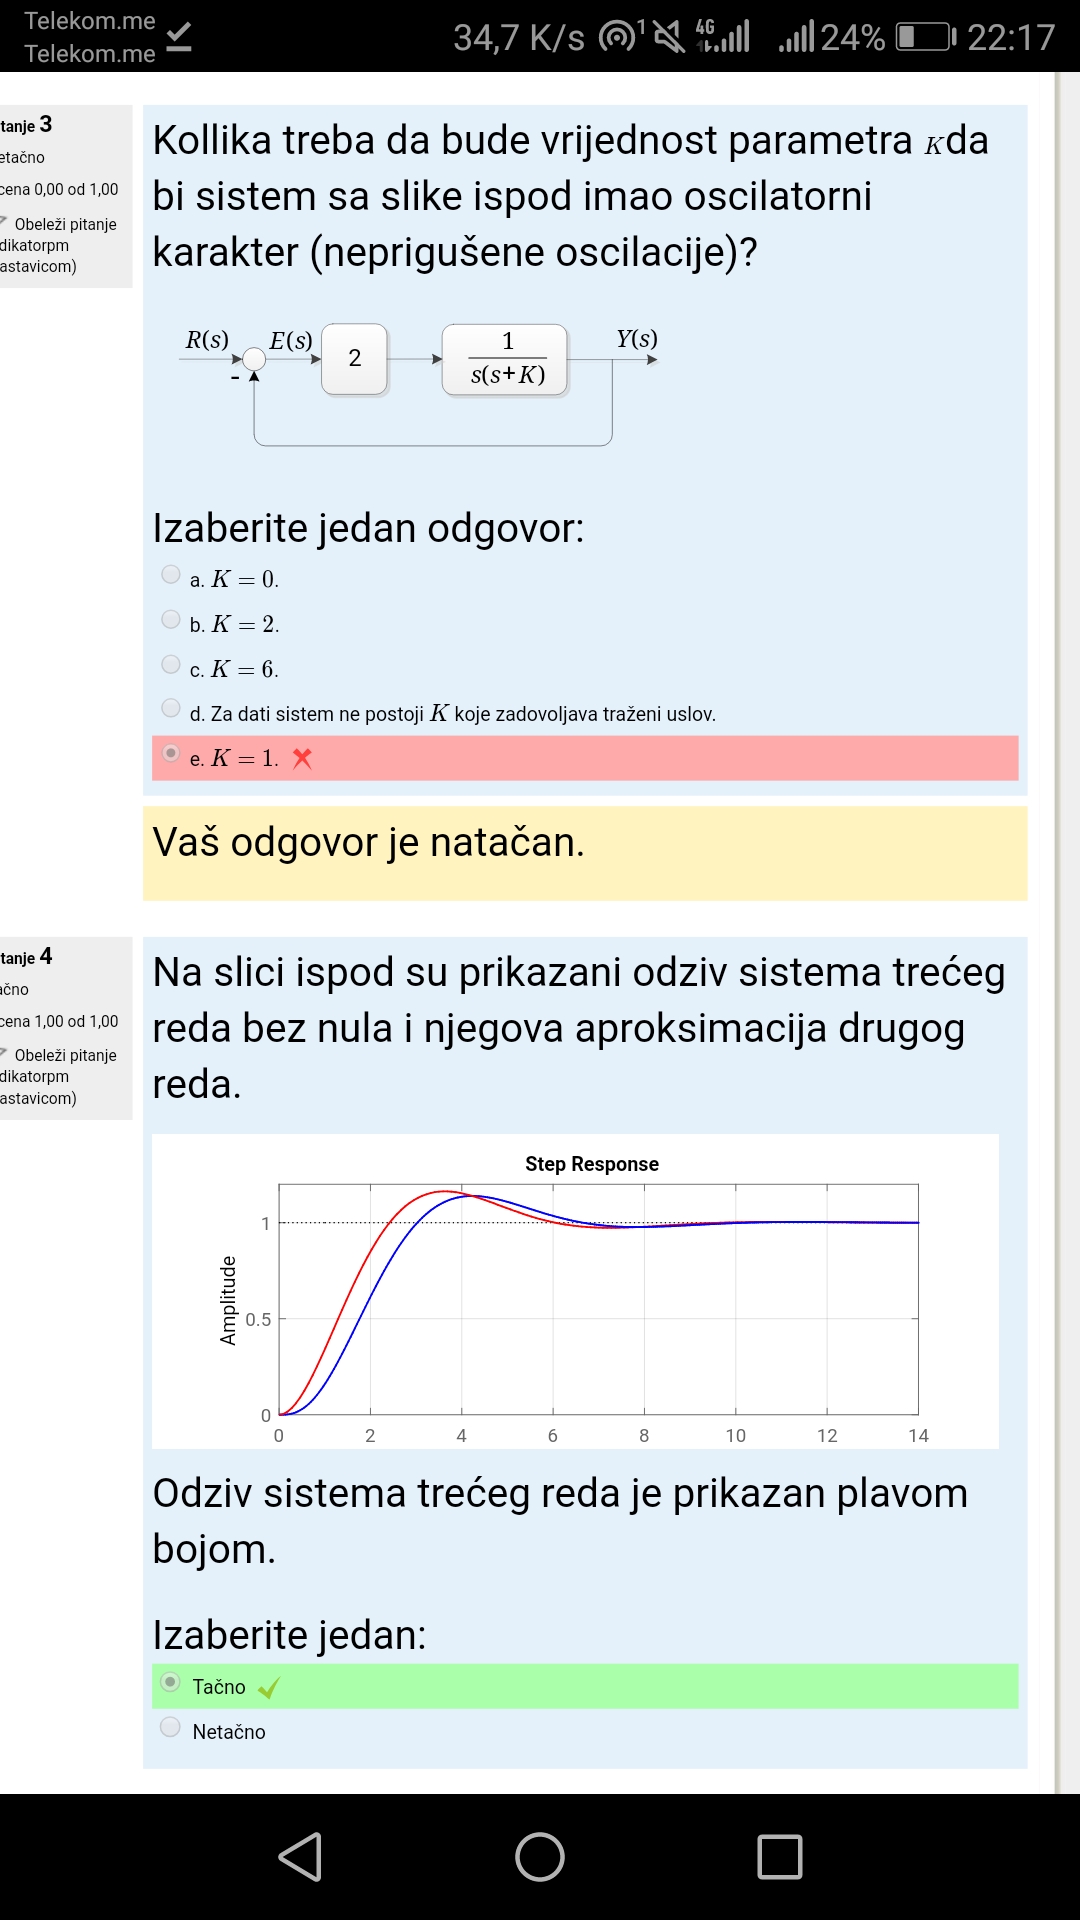 Telekom.me
Telekom.me
34,7 K/s 1 4G 24% 22:17
tanje 3
etačno
cena 0,00 od 1,00
Obeleži pitanje
dikatorpm
astavicom)
Kollika treba da bude vrijednost parametra K da
bi sistem sa slike ispod imao oscilatorni
karakter (neprigušene oscilacije)?
R(s) E(s) 2 1 Y(s)
s(s+K)
-
Izaberite jedan odgovor:
a. K = 0.
b. K = 2.
c. K = 6.
d. Za dati sistem ne postoji K koje zadovoljava traženi uslov.
e. K = 1.
Vaš odgovor je natačan.
tanje 4
ačno
cena 1,00 od 1,00
Obeleži pitanje
dikatorpm
astavicom)
Na slici ispod su prikazani odziv sistema trećeg
reda bez nula i njegova aproksimacija drugog
reda.
Step Response
Amplitude
1
0.5
0
0 2 4 6 8 10 12 14
Odziv sistema trećeg reda je prikazan plavom
bojom.
Izaberite jedan:
Tačno
Netačno